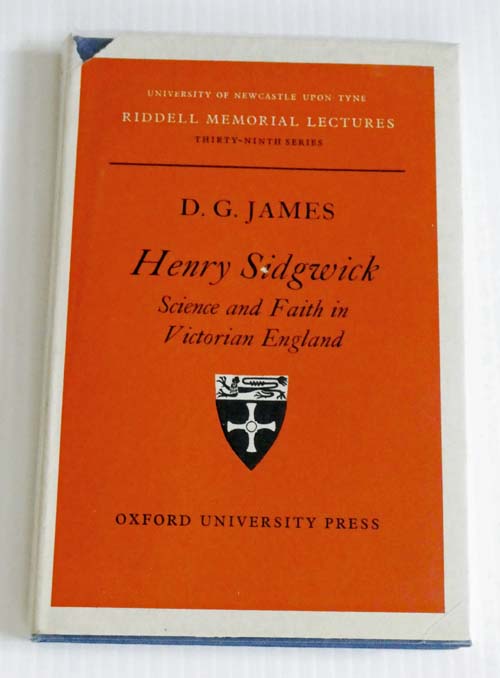 UNIVERSITY OF NEWCASTLE UPON TYNE
RIDDELL MEMORIAL LECTURES
THIRTY-NINTH SERIES
D. G. JAMES
Henry Sidgwick
Science and Faith in
Victorian England
OXFORD UNIVERSITY PRESS